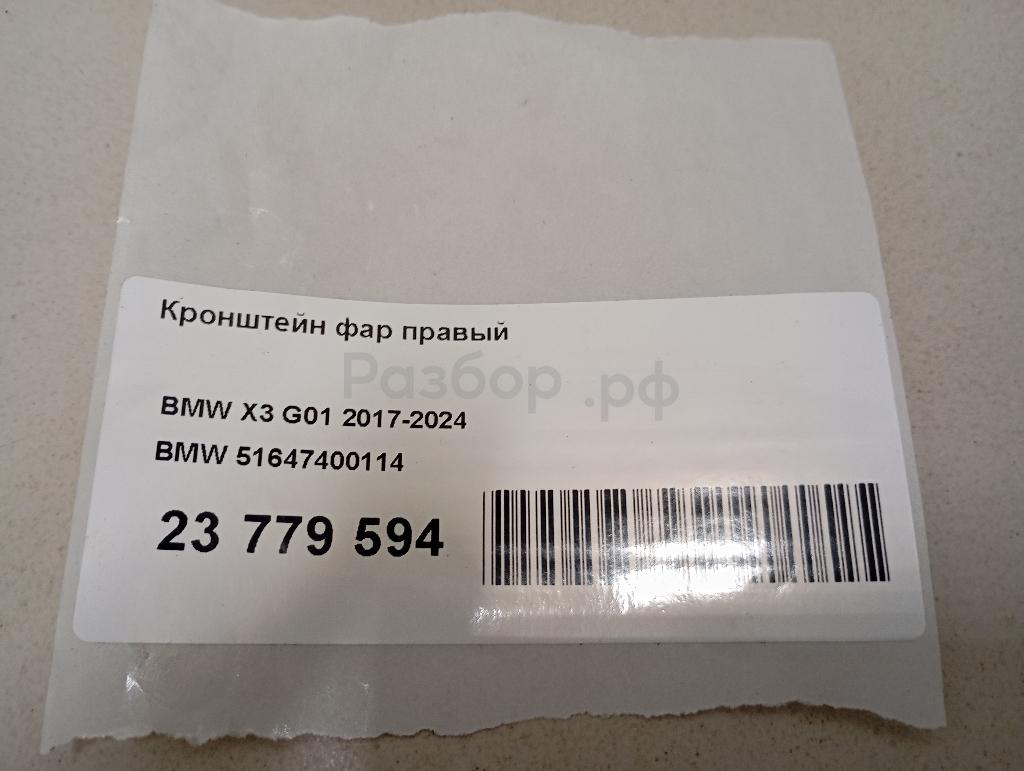 Кронштейн фар правый
Разбор .рф
BMW X3 G01 2017-2024
BMW 51647400114
23 779 594